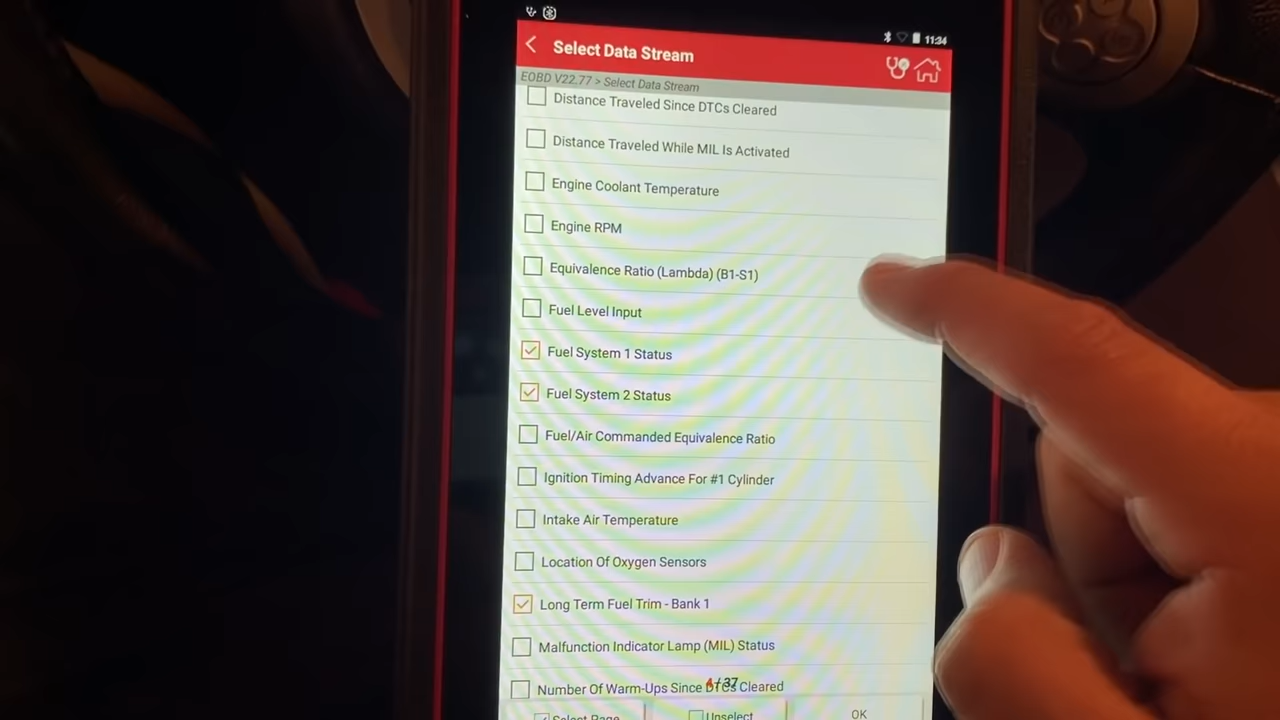 11:34
Select Data Stream
EOBD V22.77 > Select Data Stream
Distance Traveled Since DTCs Cleared
Distance Traveled While MIL Is Activated
Engine Coolant Temperature
Engine RPM
Equivalence Ratio (Lambda) (B1-S1)
Fuel Level Input
Fuel System 1 Status
Fuel System 2 Status
Fuel/Air Commanded Equivalence Ratio
Ignition Timing Advance For #1 Cylinder
Intake Air Temperature
Location Of Oxygen Sensors
Long Term Fuel Trim - Bank 1
Malfunction Indicator Lamp (MIL) Status
Number Of Warm-Ups Since DTCs Cleared
4/37
Select Page
Unselect
OK